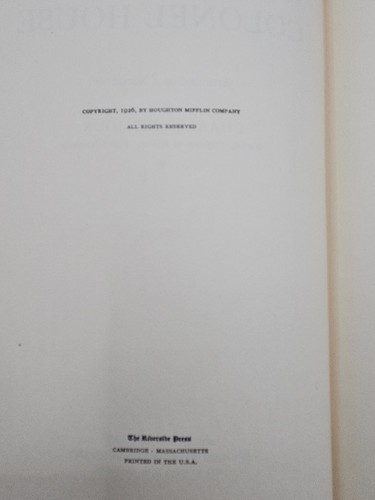 COPYRIGHT, 1926, BY HOUGHTON MIFFLIN COMPANY
ALL RIGHTS RESERVED
The Riverside Press
CAMBRIDGE · MASSACHUSETTS
PRINTED IN THE U.S.A.